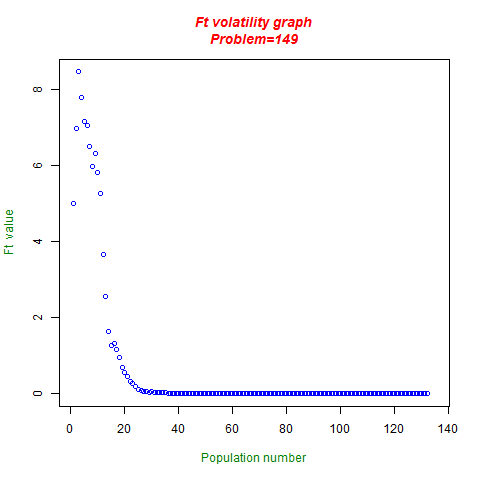 Ft volatility graph
Problem=149
Ft value
8
6
4
2
0
0 20 40 60 80 100 120 140
Population number